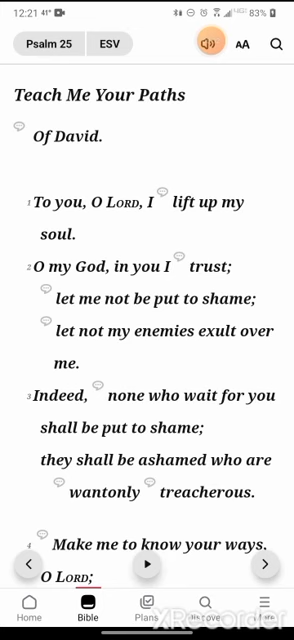 12:21 41° 83%
Psalm 25 ESV AA
Teach Me Your Paths
Of David.
1 To you, O LORD, I lift up my
soul.
2 O my God, in you I trust;
let me not be put to shame;
let not my enemies exult over
me.
3 Indeed, none who wait for you
shall be put to shame;
they shall be ashamed who are
wantonly treacherous.
4 Make me to know your ways,
O LORD;
Home Bible Plans Discover More
XRecorder